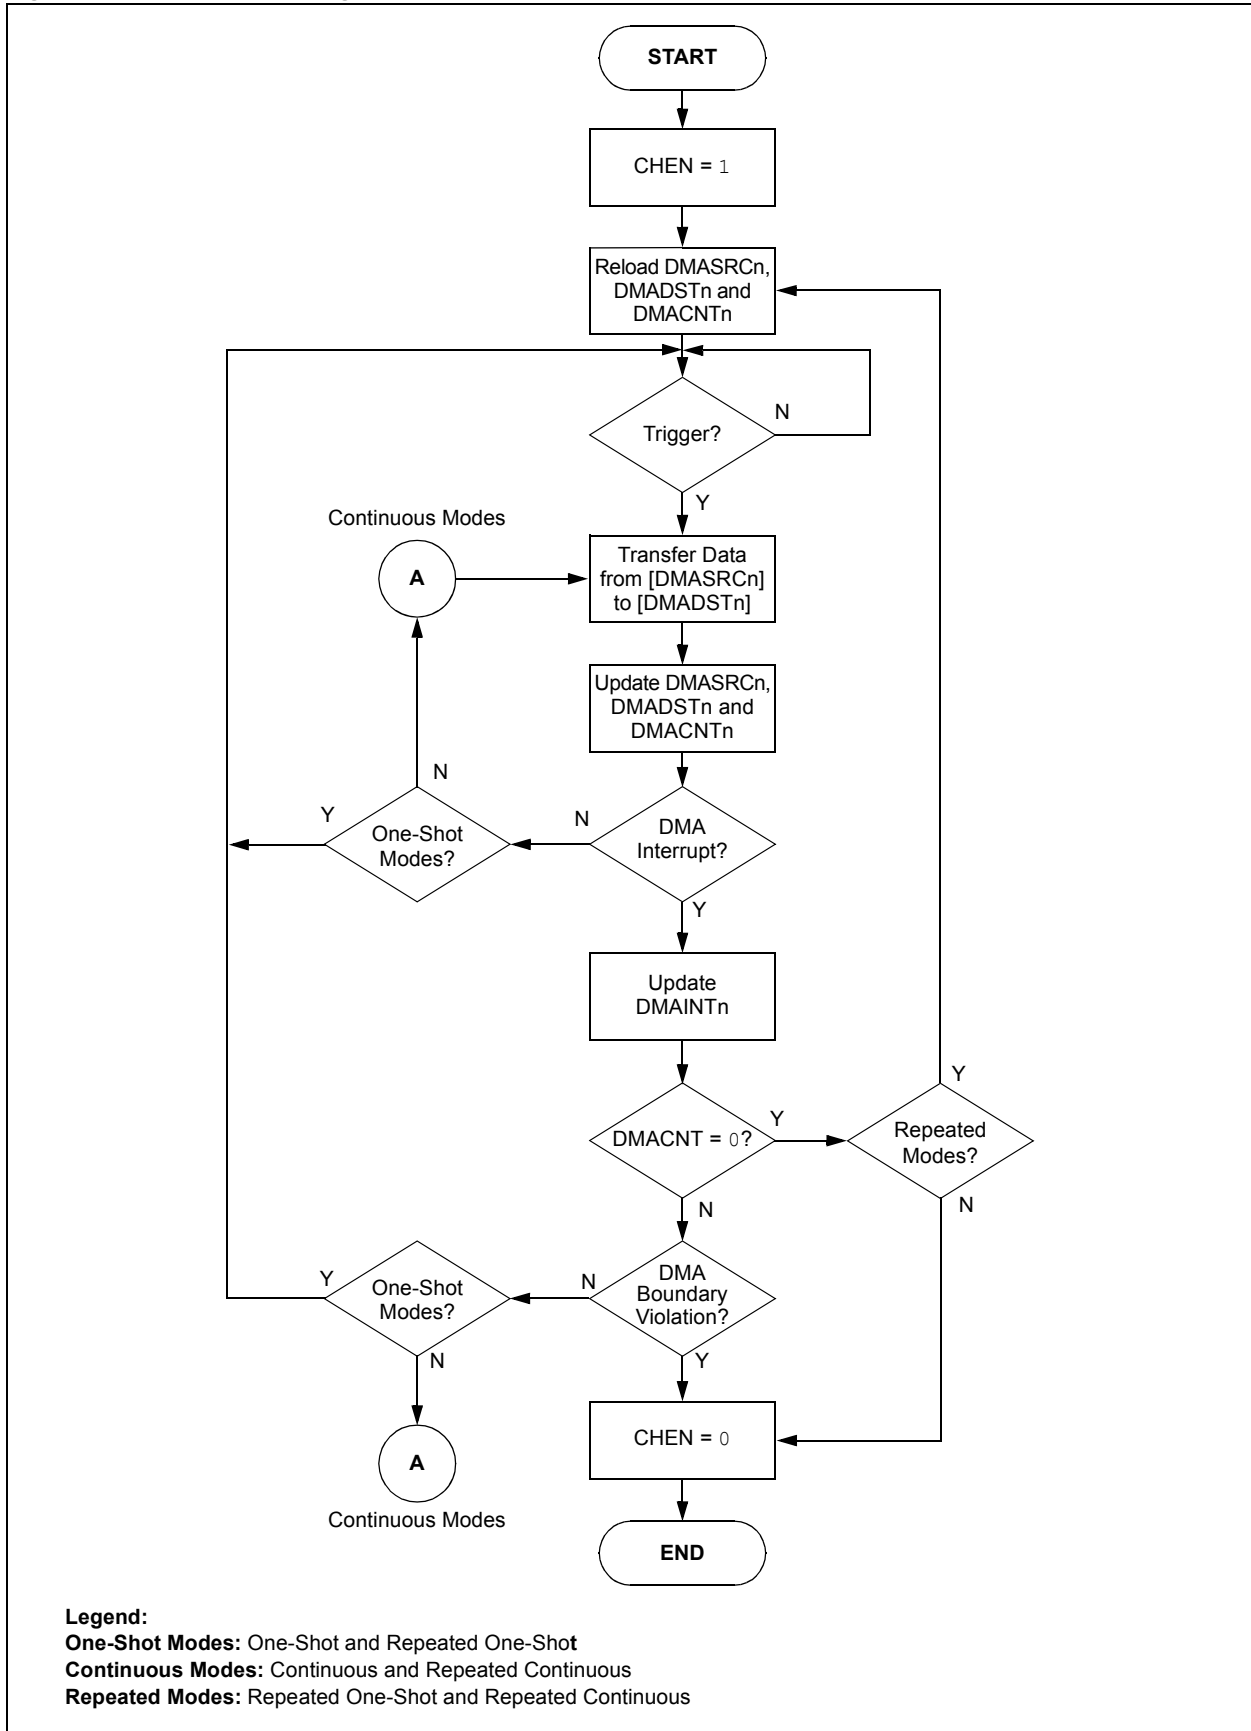 START
CHEN = 1
Reload DMASRCn,
DMADSTn and
DMACNTn
Trigger?
N
Y
Continuous Modes
A
Transfer Data
from [DMASRCn]
to [DMADSTn]
Update DMASRCn,
DMADSTn and
DMACNTn
N
Y
One-Shot
Modes?
N
DMA
Interrupt?
Y
Update
DMAINTn
Y
DMACNT = 0?
Y
Repeated
Modes?
N
N
Y
One-Shot
Modes?
N
DMA
Boundary
Violation?
N
Y
CHEN = 0
A
Continuous Modes
END
Legend:
One-Shot Modes: One-Shot and Repeated One-Shot
Continuous Modes: Continuous and Repeated Continuous
Repeated Modes: Repeated One-Shot and Repeated Continuous